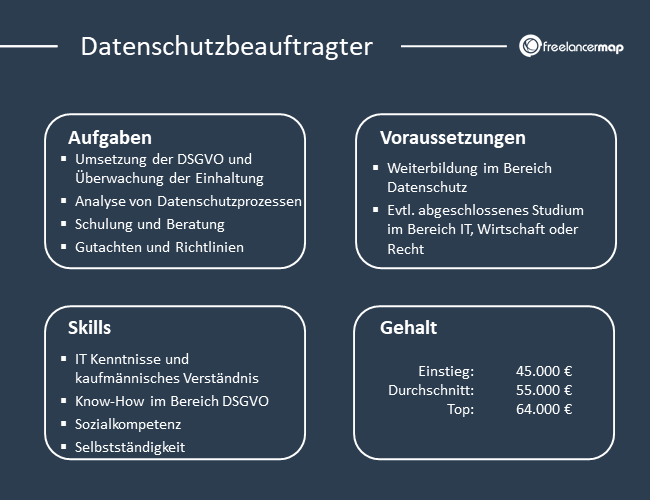 Datenschutzbeauftragter
freelancermap
Aufgaben
▪ Umsetzung der DSGVO und
Überwachung der Einhaltung
▪ Analyse von Datenschutzprozessen
▪ Schulung und Beratung
▪ Gutachten und Richtlinien
Voraussetzungen
▪ Weiterbildung im Bereich
Datenschutz
▪ Evtl. abgeschlossenes Studium
im Bereich IT, Wirtschaft oder
Recht
Skills
▪ IT Kenntnisse und
kaufmännisches Verständnis
▪ Know-How im Bereich DSGVO
▪ Sozialkompetenz
▪ Selbstständigkeit
Gehalt
Einstieg: 45.000 €
Durchschnitt: 55.000 €
Top: 64.000 €